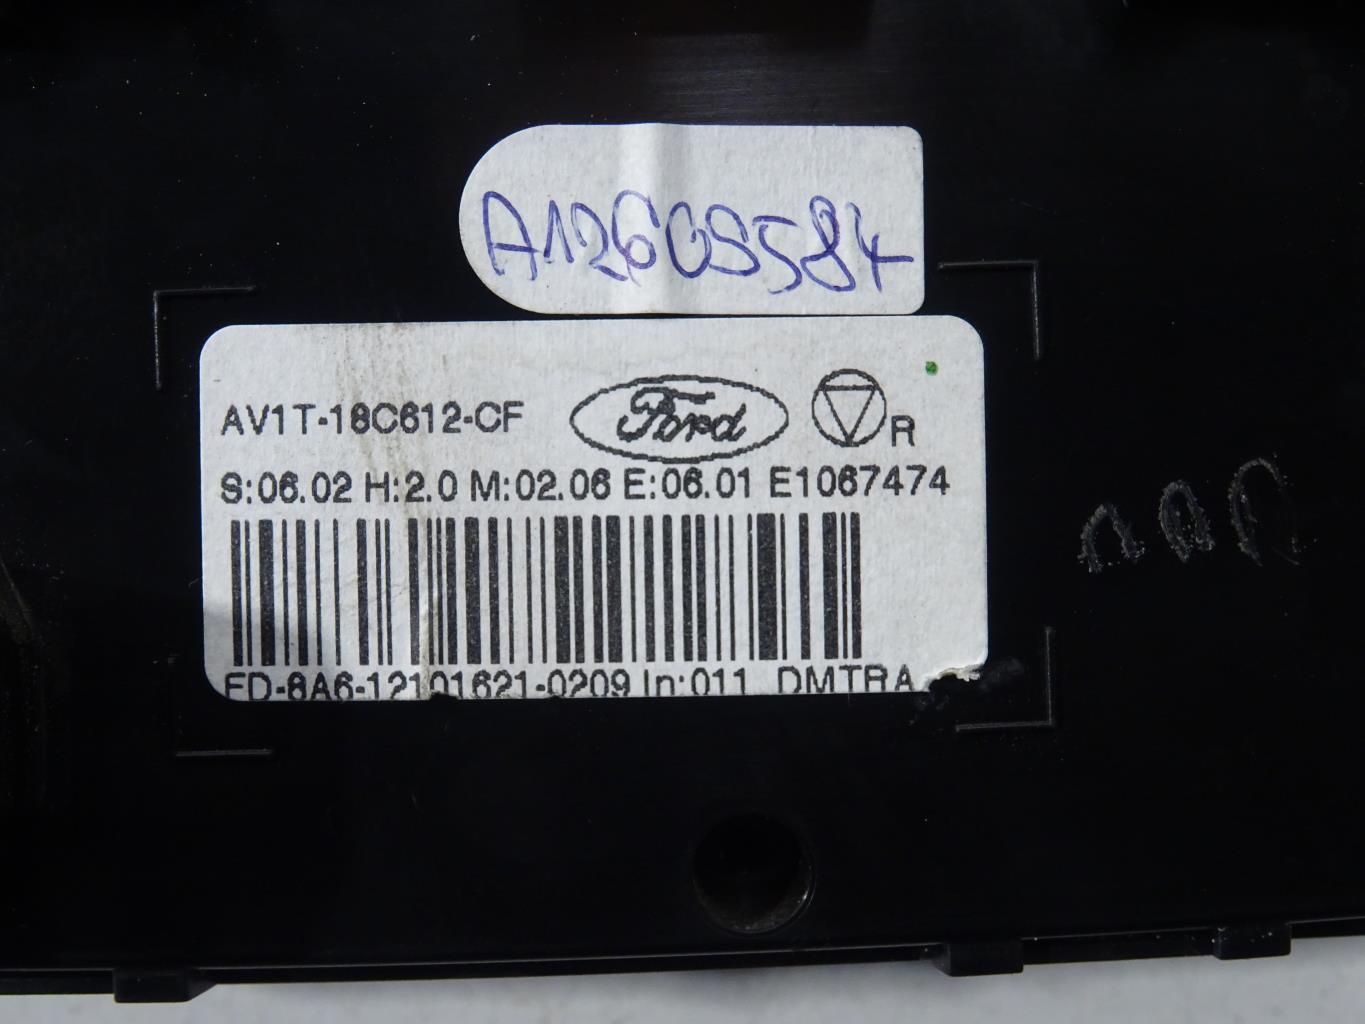 A12609584
AV1T-18C612-CF Ford R
S:06.02 H:2.0 M:02.06 E:06.01 E1067474
FD-8A6-12101621-0209 In:011 DMTRA